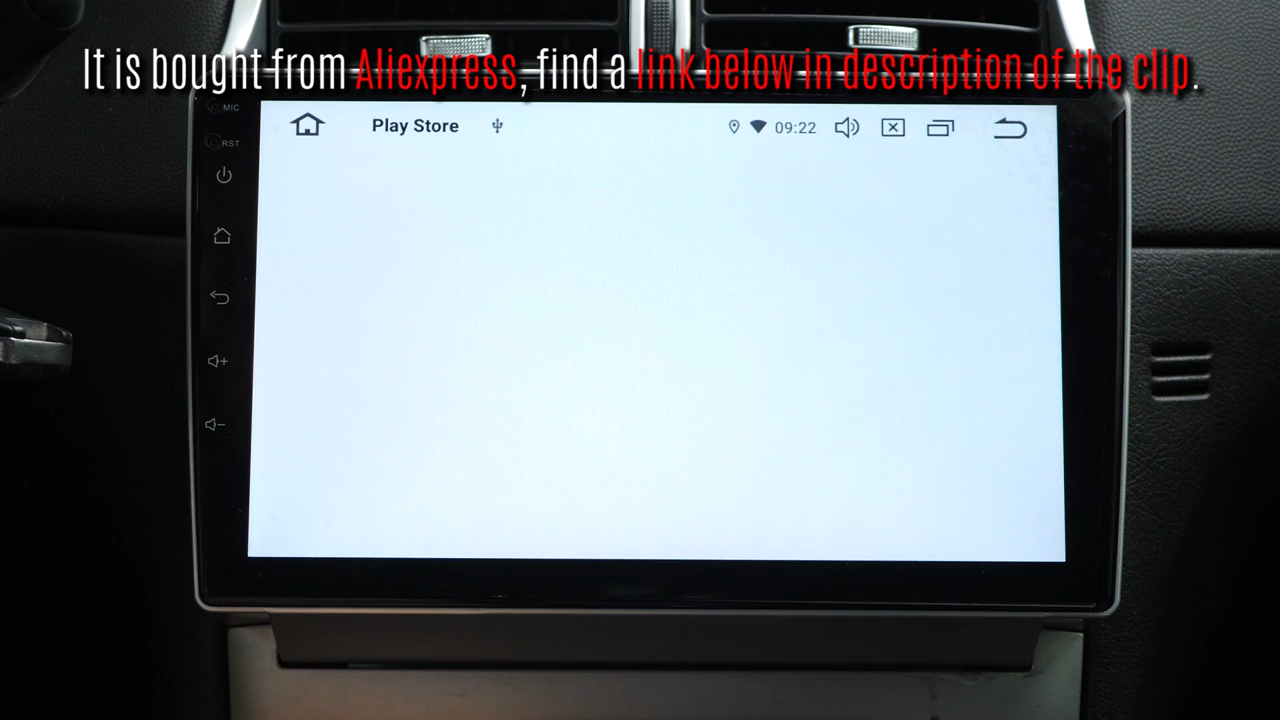 It is bought from Aliexpress, find a link below in description of the clip.
MIC
Play Store 09:22
RST